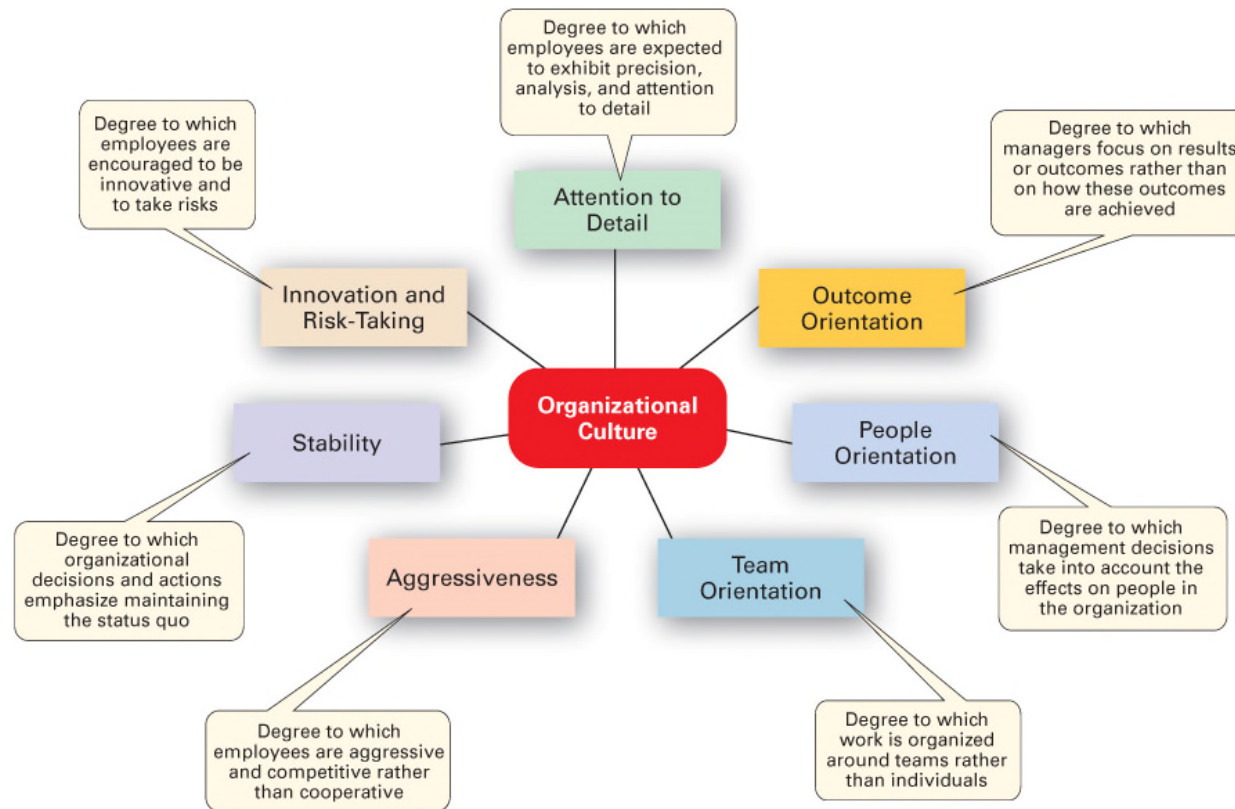 Degree to which
employees are expected
to exhibit precision,
analysis, and attention
to detail
Degree to which
employees are
encouraged to be
innovative and
to take risks
Degree to which
managers focus on results
or outcomes rather than
on how these outcomes
are achieved
Attention to
Detail
Innovation and
Risk-Taking
Outcome
Orientation
Organizational
Culture
Stability
People
Orientation
Degree to which
organizational
decisions and actions
emphasize maintaining
the status quo
Aggressiveness
Team
Orientation
Degree to which
management decisions
take into account the
effects on people in
the organization
Degree to which
employees are aggressive
and competitive rather
than cooperative
Degree to which
work is organized
around teams rather
than individuals